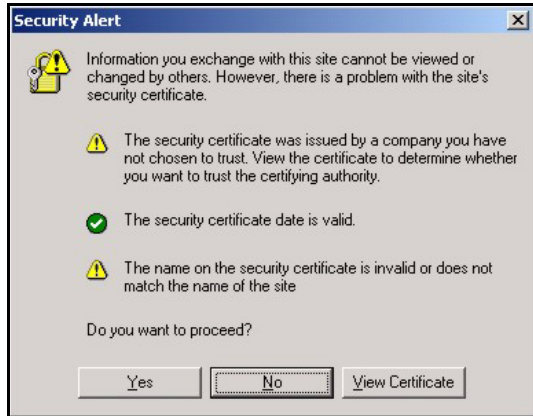 Security Alert
Information you exchange with this site cannot be viewed or
changed by others. However, there is a problem with the site's
security certificate.
The security certificate was issued by a company you have
not chosen to trust. View the certificate to determine whether
you want to trust the certifying authority.
The security certificate date is valid.
The name on the security certificate is invalid or does not
match the name of the site
Do you want to proceed?
Yes No View Certificate